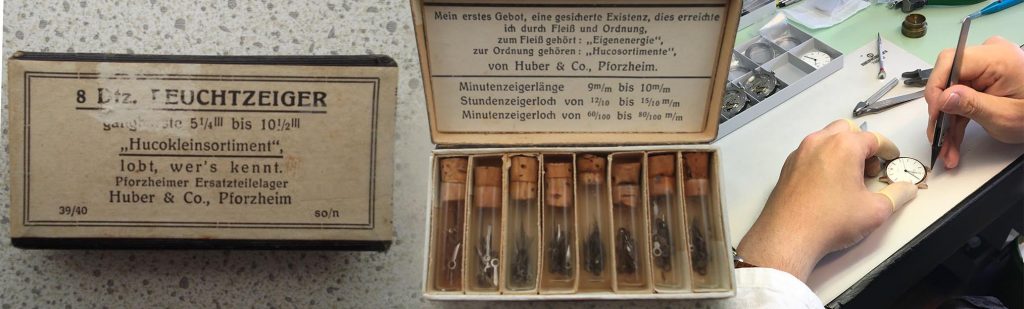 8 Dtz. LEUCHTZEIGER
gangbarste 5¼''' bis 10½'''
„Hucokleinsortiment",
lobt, wer's kennt.
Pforzheimer Ersatzteilelager
Huber & Co., Pforzheim
39/40 so/n
Mein erstes Gebot, eine gesicherte Existenz, dies erreichte
ich durch Fleiß und Ordnung,
zum Fleiß gehört: „Eigenenergie",
zur Ordnung gehören: „Hucosortimente",
von Huber & Co., Pforzheim.
Minutenzeigerlänge 9m/m bis 10m/m
Stundenzeigerloch von 12/10 bis 15/10 m/m
Minutenzeigerloch von 60/100 bis 80/100 m/m